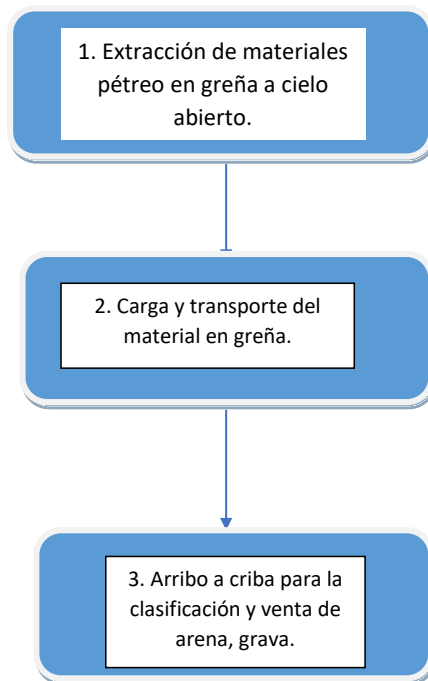 1. Extracción de materiales
pétreo en greña a cielo
abierto.
2. Carga y transporte del
material en greña.
3. Arribo a criba para la
clasificación y venta de
arena, grava.